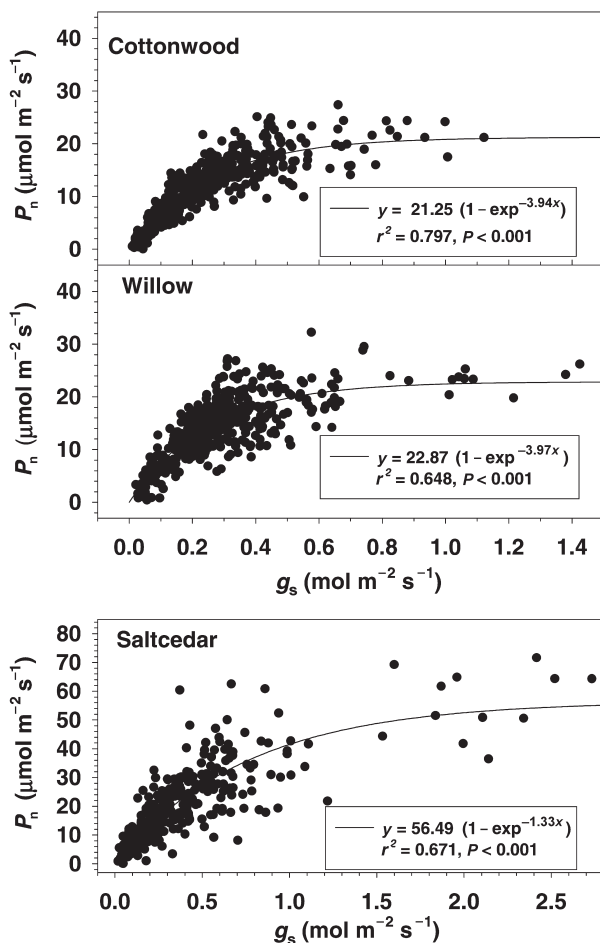 Cottonwood
40
30
20
10
0
Pn (μmol m−2 s−1)
y = 21.25 (1−exp−3.94x)
r2 = 0.797, P < 0.001
Willow
40
30
20
10
0
Pn (μmol m−2 s−1)
y = 22.87 (1−exp−3.97x)
r2 = 0.648, P < 0.001
0.0 0.2 0.4 0.6 0.8 1.0 1.2 1.4
gs (mol m−2 s−1)
Saltcedar
80
70
60
50
40
30
20
10
0
Pn (μmol m−2 s−1)
y = 56.49 (1−exp−1.33x)
r2 = 0.671, P < 0.001
0.0 0.5 1.0 1.5 2.0 2.5
gs (mol m−2 s−1)